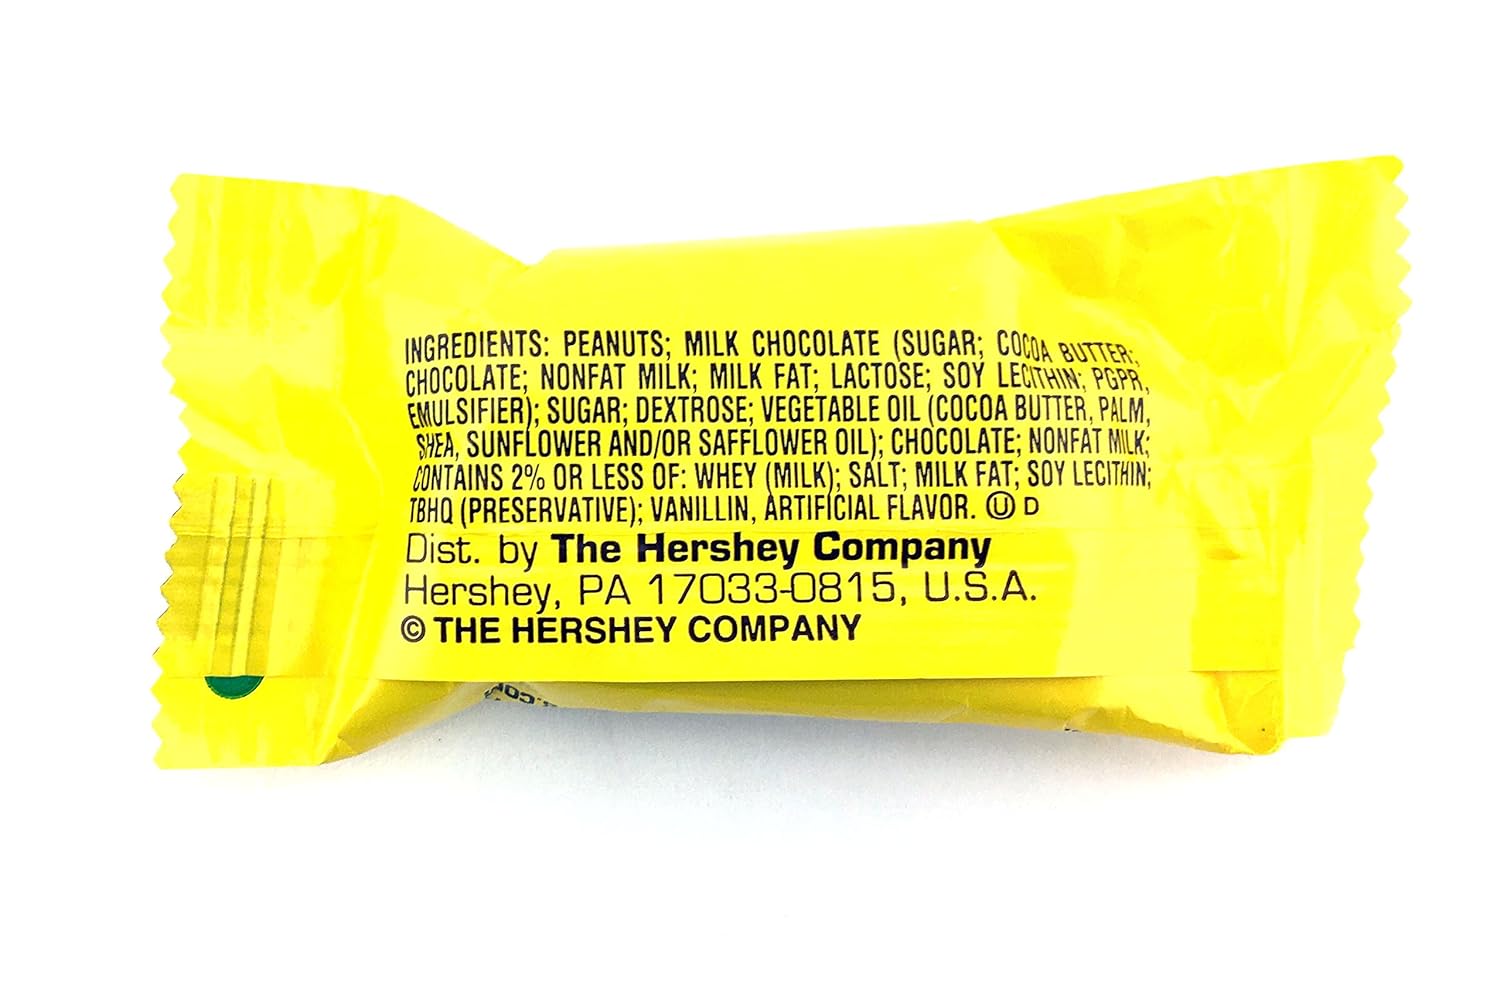 INGREDIENTS: PEANUTS; MILK CHOCOLATE (SUGAR; COCOA BUTTER;
CHOCOLATE; NONFAT MILK; MILK FAT; LACTOSE; SOY LECITHIN; PGPR,
EMULSIFIER); SUGAR; DEXTROSE; VEGETABLE OIL (COCOA BUTTER, PALM,
SHEA, SUNFLOWER AND/OR SAFFLOWER OIL); CHOCOLATE; NONFAT MILK;
CONTAINS 2% OR LESS OF: WHEY (MILK); SALT; MILK FAT; SOY LECITHIN;
TBHQ (PRESERVATIVE); VANILLIN, ARTIFICIAL FLAVOR. Ⓤ D
Dist. by The Hershey Company
Hershey, PA 17033-0815, U.S.A.
© THE HERSHEY COMPANY